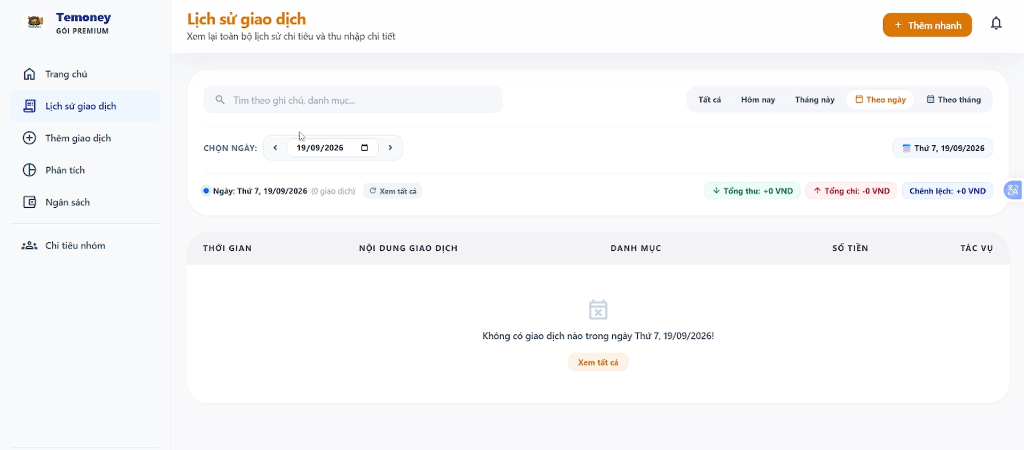 Temoney
GÓI PREMIUM
Trang chủ
Lịch sử giao dịch
Thêm giao dịch
Phân tích
Ngân sách
Chi tiêu nhóm
Lịch sử giao dịch
Xem lại toàn bộ lịch sử chi tiêu và thu nhập chi tiết
+ Thêm nhanh
Tìm theo ghi chú, danh mục...
Tất cả Hôm nay Tháng này Theo ngày Theo tháng
CHỌN NGÀY: 19/09/2026 Thứ 7, 19/09/2026
Ngày: Thứ 7, 19/09/2026 (0 giao dịch) Xem tất cả Tổng thu: +0 VND Tổng chi: -0 VND Chênh lệch: +0 VND
THỜI GIAN NỘI DUNG GIAO DỊCH DANH MỤC SỐ TIỀN TÁC VỤ
Không có giao dịch nào trong ngày Thứ 7, 19/09/2026!
Xem tất cả